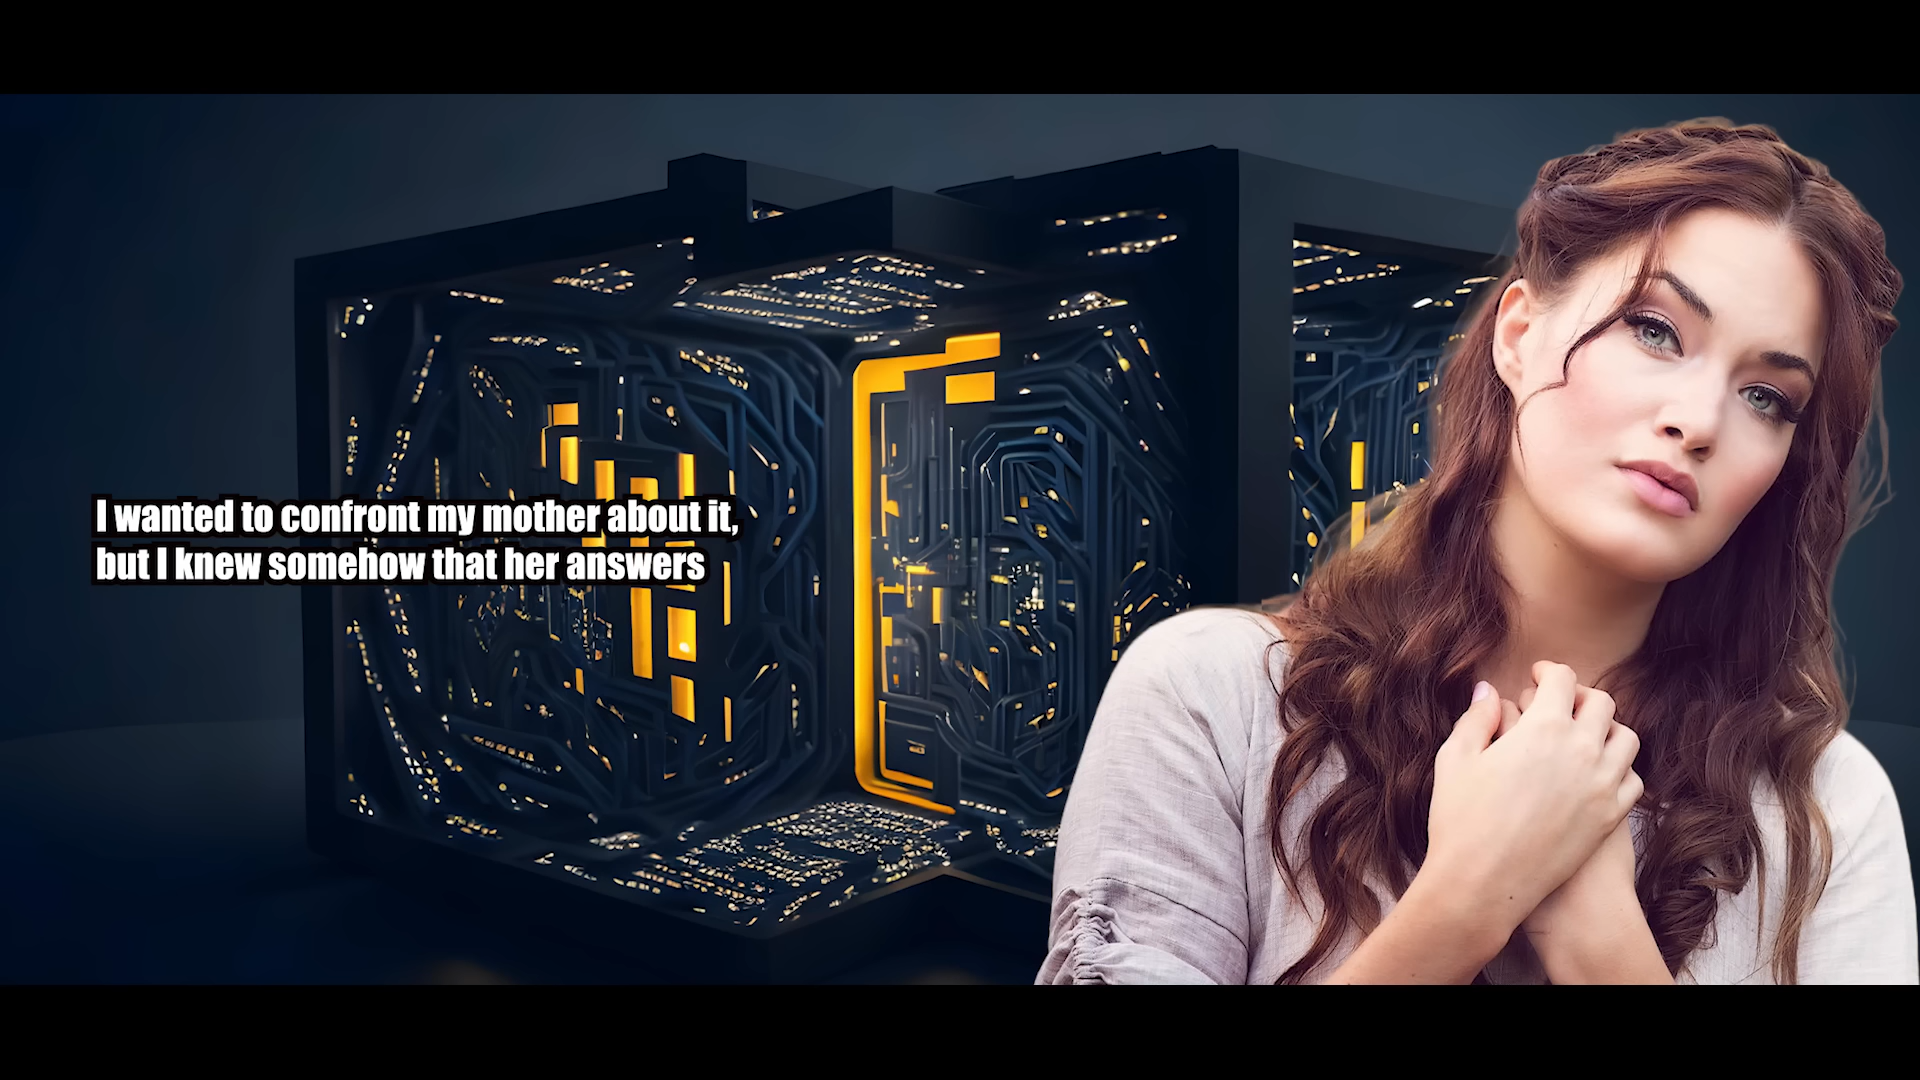 I wanted to confront my mother about it,
but I knew somehow that her answers